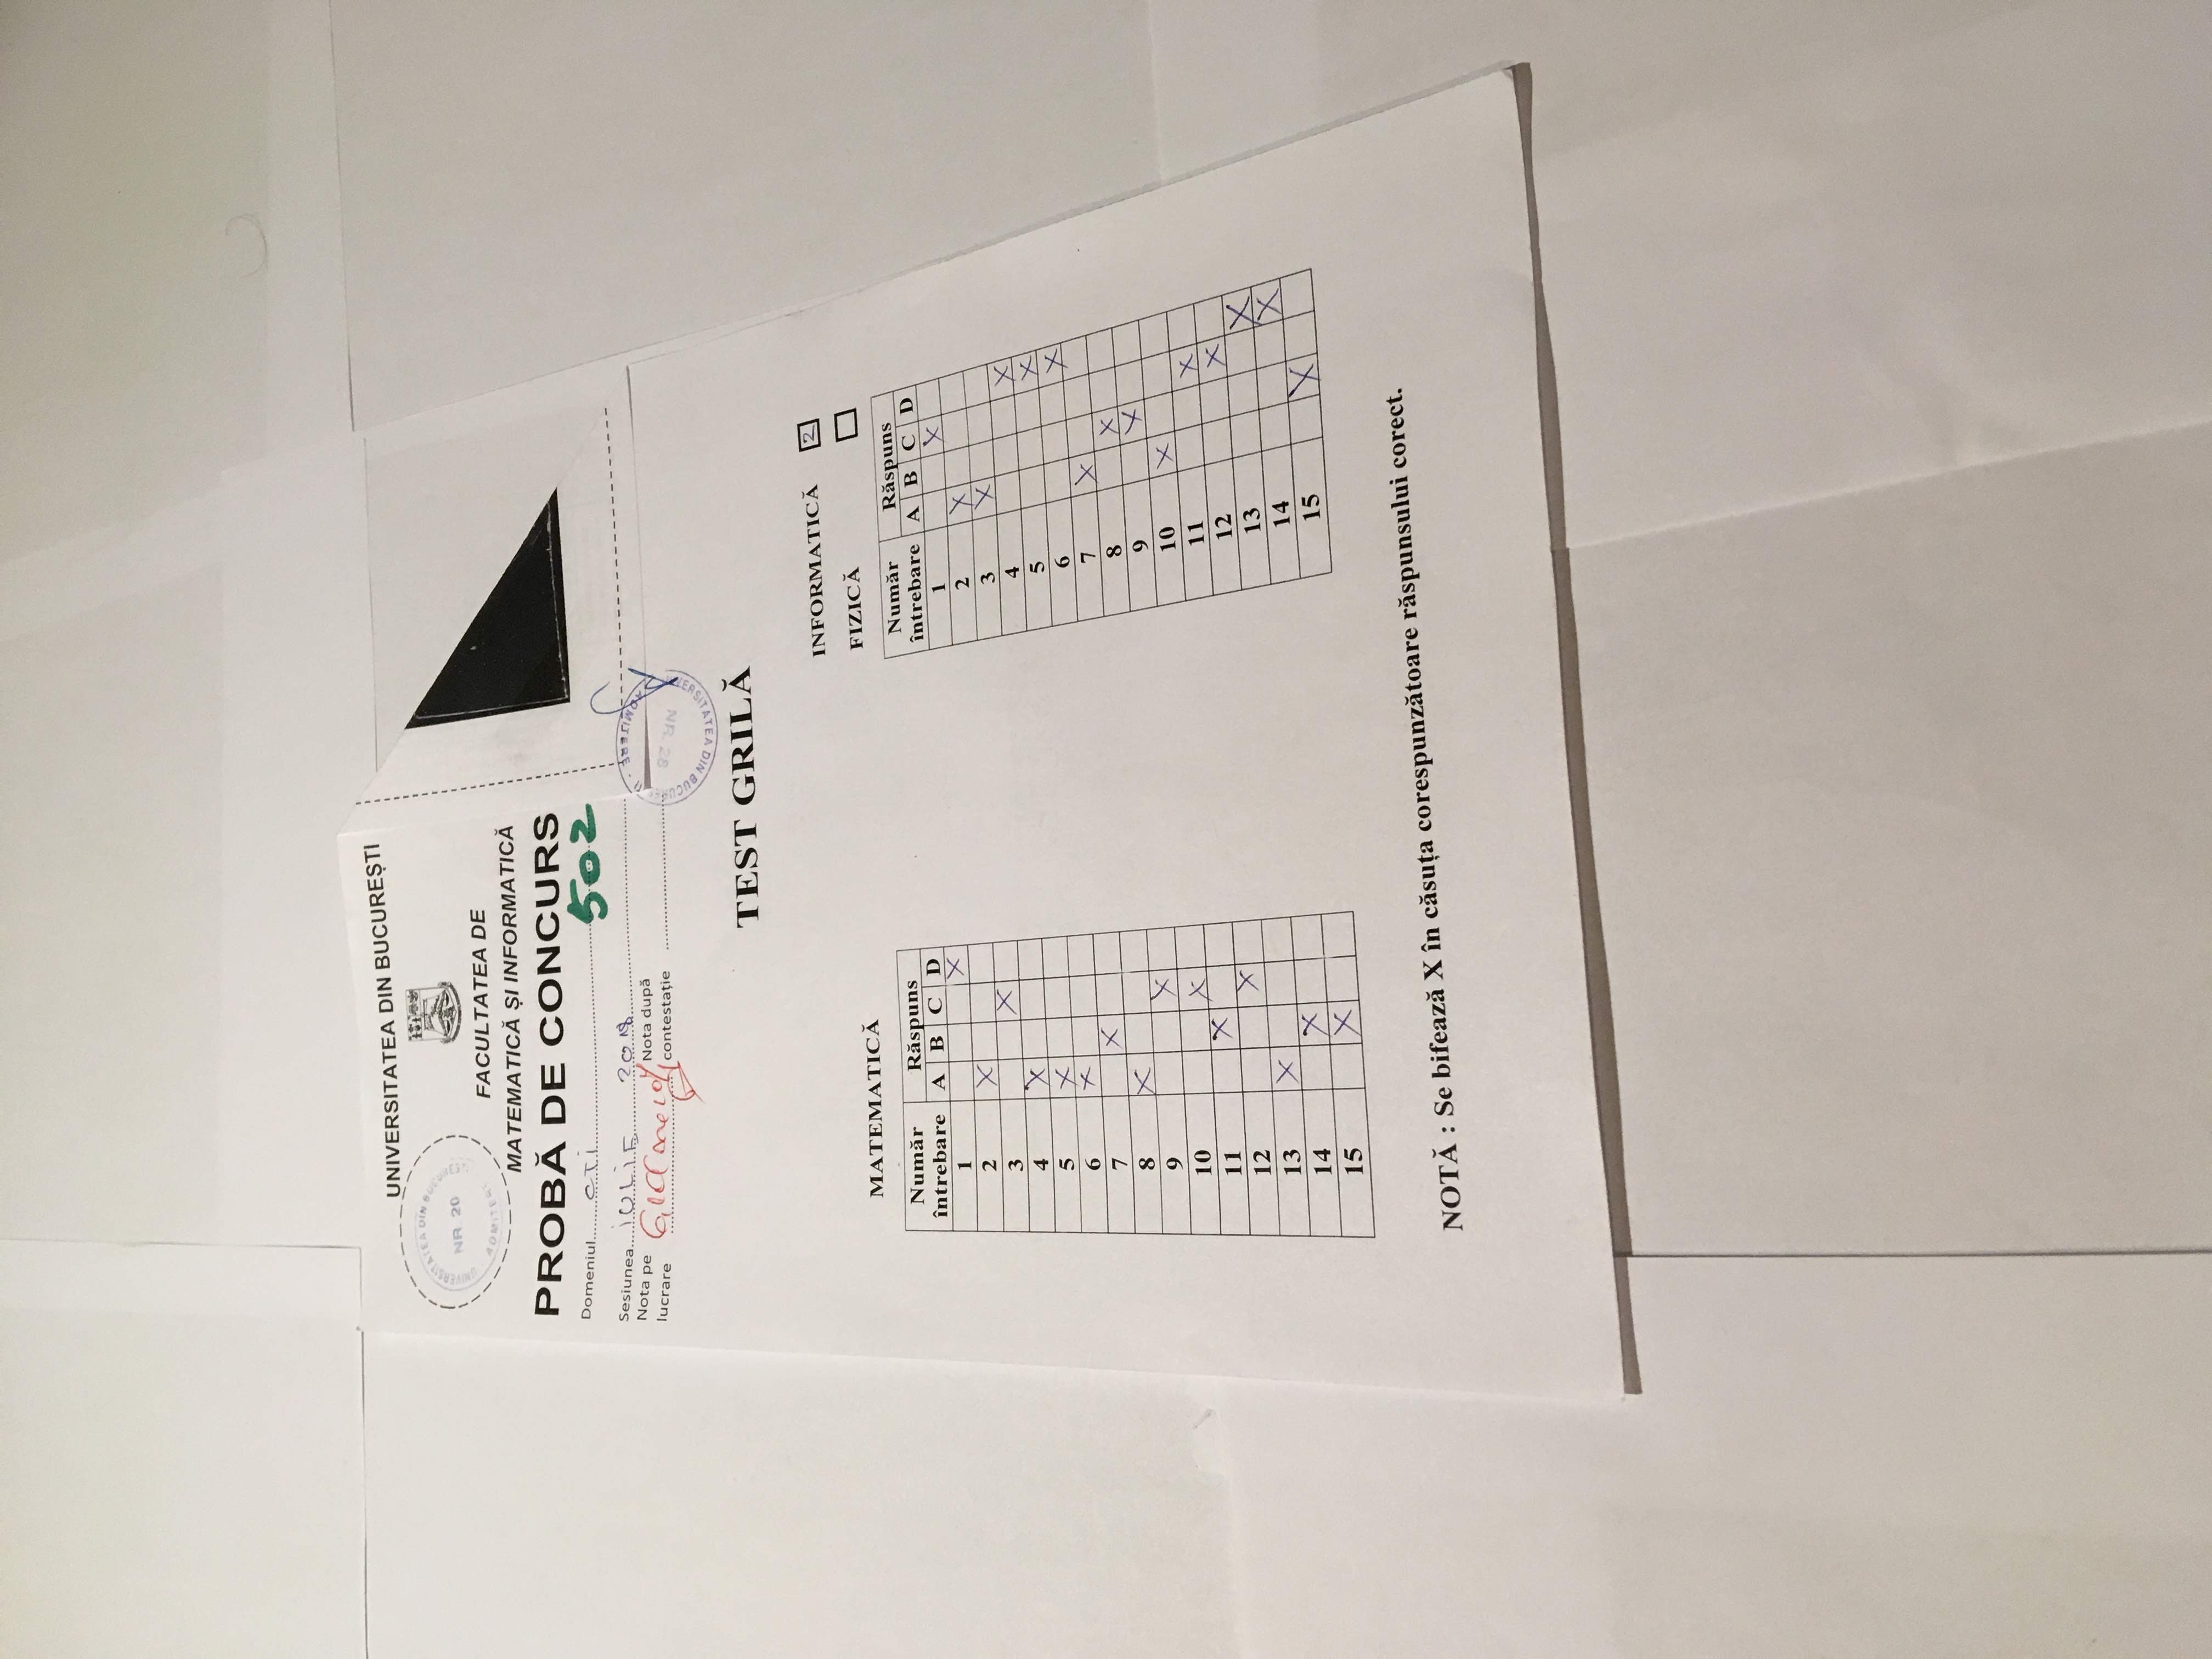 UNIVERSITATEA DIN BUCUREȘTI
UNIVERSITATEA DIN BUCUREȘTI
NR. 20
ADMITERE
FACULTATEA DE
MATEMATICĂ ȘI INFORMATICĂ
PROBĂ DE CONCURS
Domeniul CTI 502
Sesiunea IULIE 2018
Nota pe lucrare
Nota după contestație
UNIVERSITATEA DIN BUCUREȘTI
ADMITERE
NR. 28
TEST GRILĂ
INFORMATICĂ 2
FIZICĂ
MATEMATICĂ
Număr întrebare Răspuns
A B C D
1 X
2 X
3 X
4 X
5 X
6 X
7 X
8 X
9 X
10 X
11 X
12 X
13 X
14 X
15 X
Număr întrebare Răspuns
A B C D
1 X
2 X
3 X
4 X
5 X
6 X
7 X
8 X
9 X
10 X
11 X
12 X
13 X
14 X
15 X
NOTĂ : Se bifează X în căsuța corespunzătoare răspunsului corect.